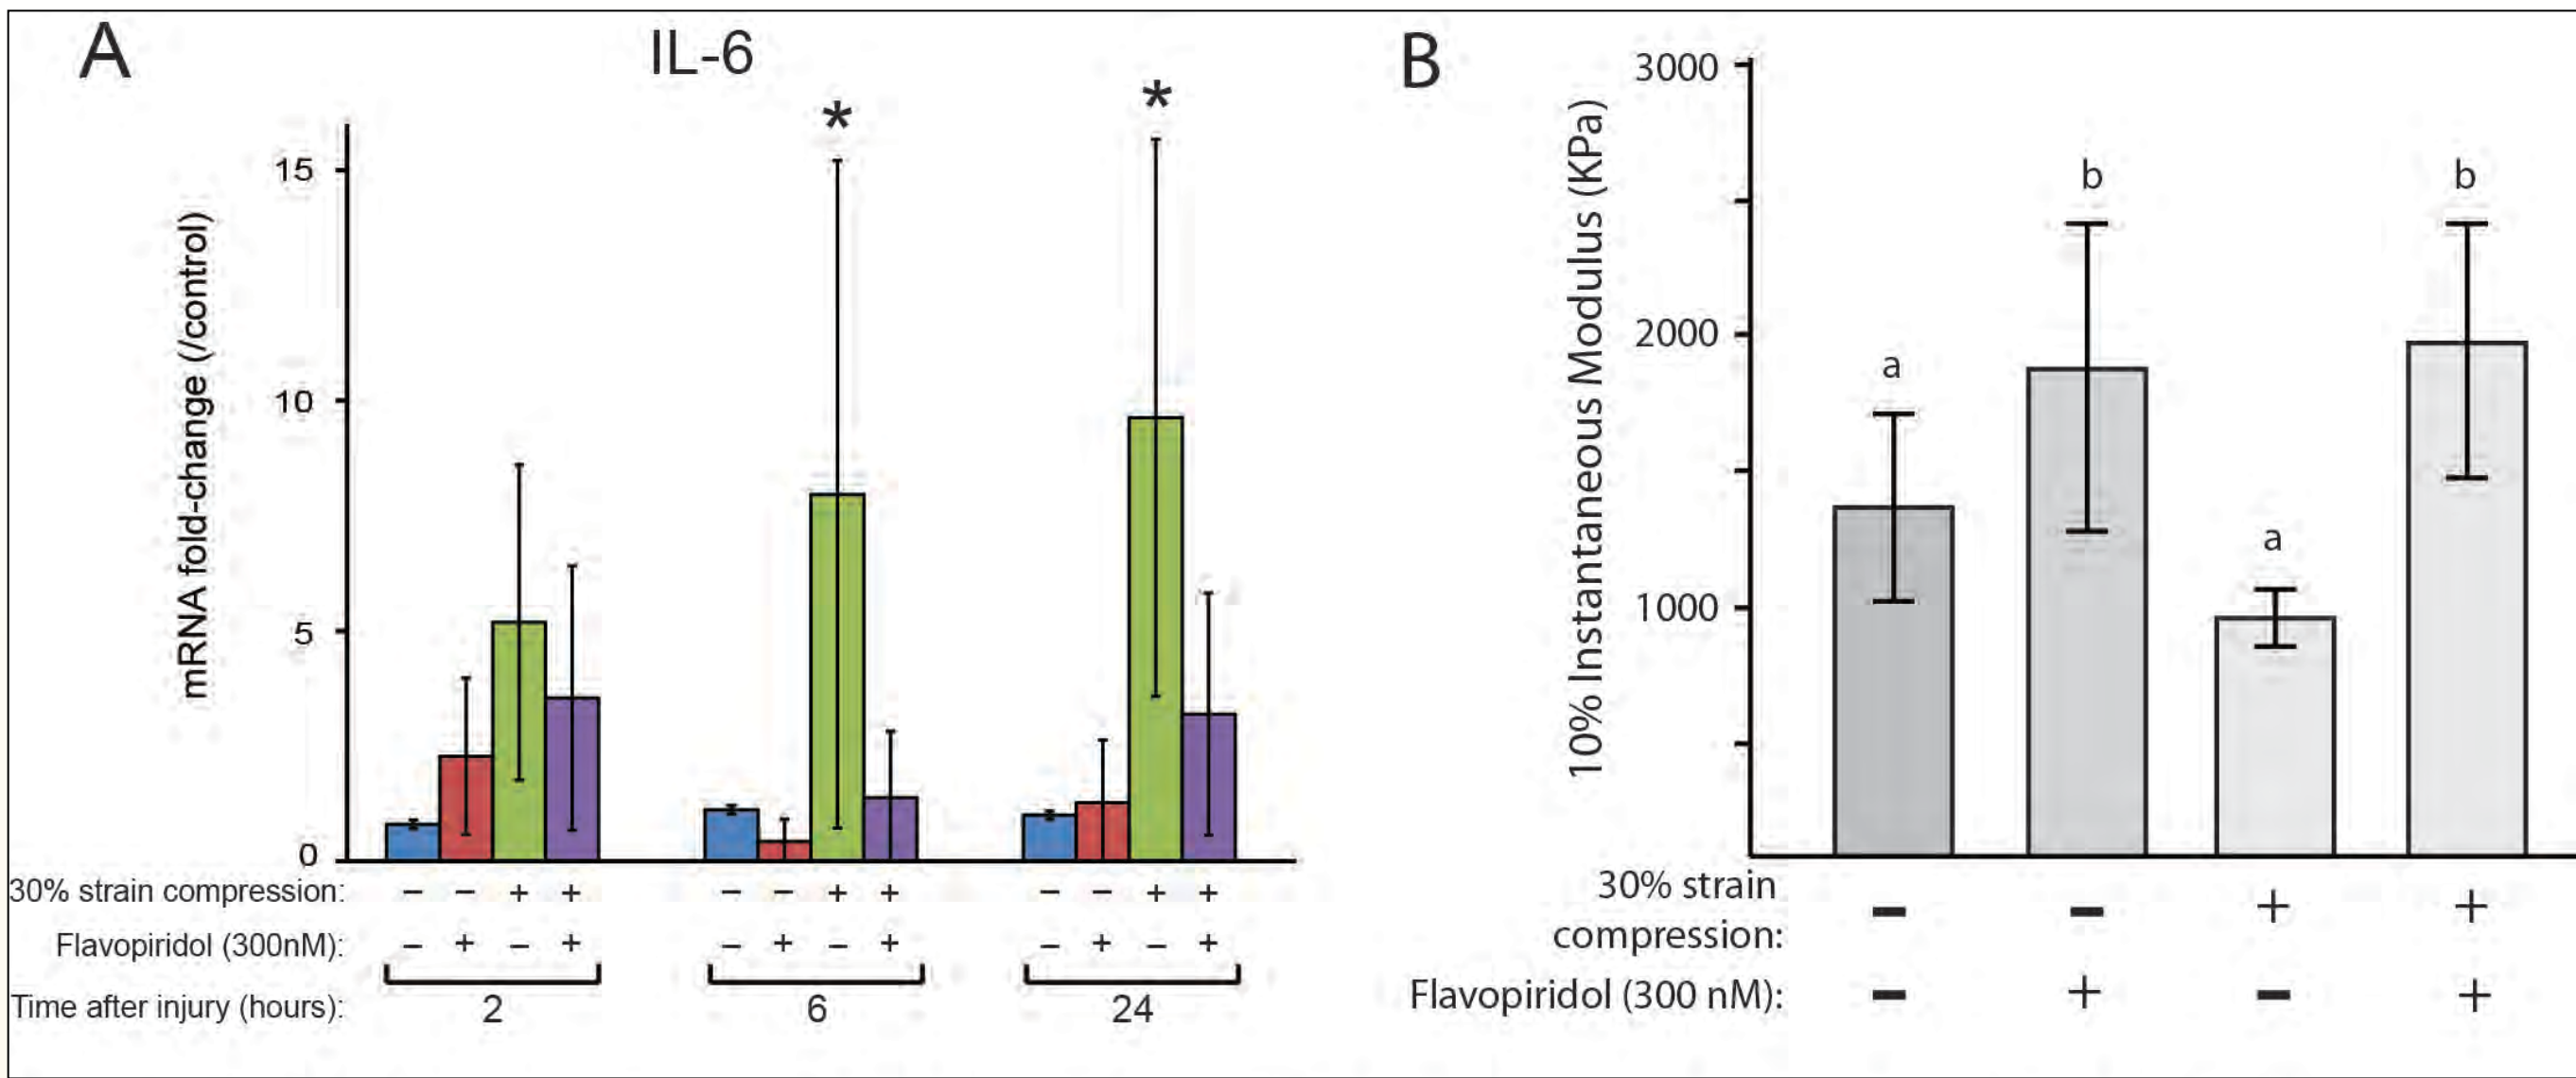 A
IL-6
*
*
mRNA fold-change (/control)
15
10
5
0
30% strain compression: – – + + – – + + – – + +
Flavopiridol (300nM): – + – + – + – + – + – +
Time after injury (hours): 2 6 24
B
10% Instantaneous Modulus (KPa)
3000
2000
1000
a
b
a
b
30% strain
compression: – – + +
Flavopiridol (300 nM): – + – +